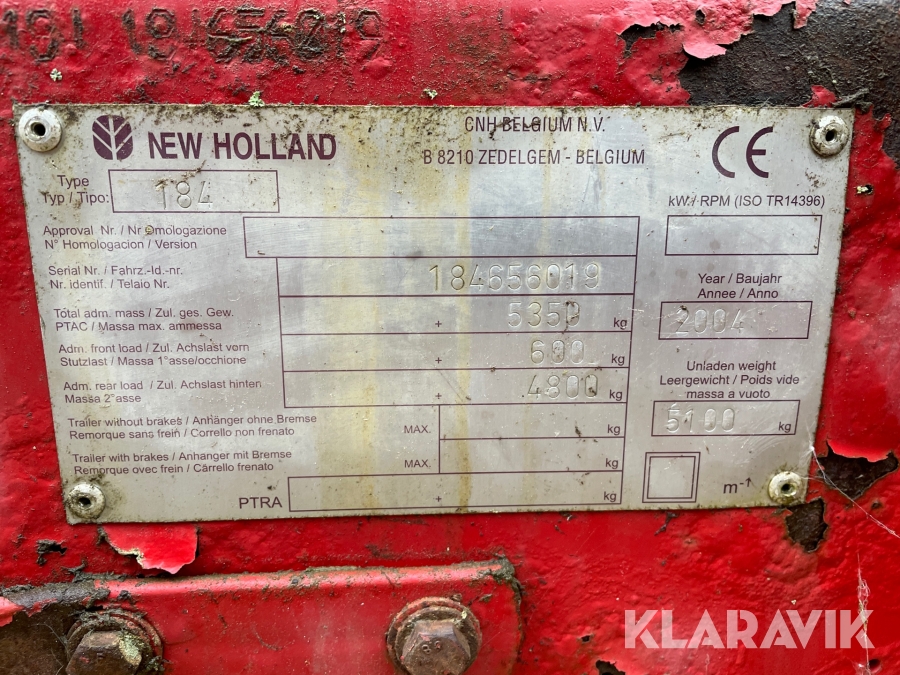 NEW HOLLAND
CNH BELGIUM N.V.
B 8210 ZEDELGEM - BELGIUM
CE
Type
Typ / Tipo:
184
kW / RPM (ISO TR14396)
Approval Nr. / Nr Omologazione
N° Homologacion / Version
Serial Nr. / Fahrz.-Id.-nr.
Nr. identif. / Telaio Nr.
184656019
Year / Baujahr
Annee / Anno
2004
Total adm. mass / Zul. ges. Gew.
PTAC / Massa max. ammessa
+ 5350 kg
Adm. front load / Zul. Achslast vorn
Stutzlast / Massa 1°asse/occhione
+ 600 kg
Adm. rear load / Zul. Achslast hinten
Massa 2°asse
+ 4800 kg
Unladen weight
Leergewicht / Poids vide
massa a vuoto
5100 kg
Trailer without brakes / Anhänger ohne Bremse
Remorque sans frein / Corrello non frenato
MAX. kg
Trailer with brakes / Anhanger mit Bremse
Remorque ovec frein / Cärrello frenato
MAX. kg
PTRA + kg
m⁻¹
KLARAVIK